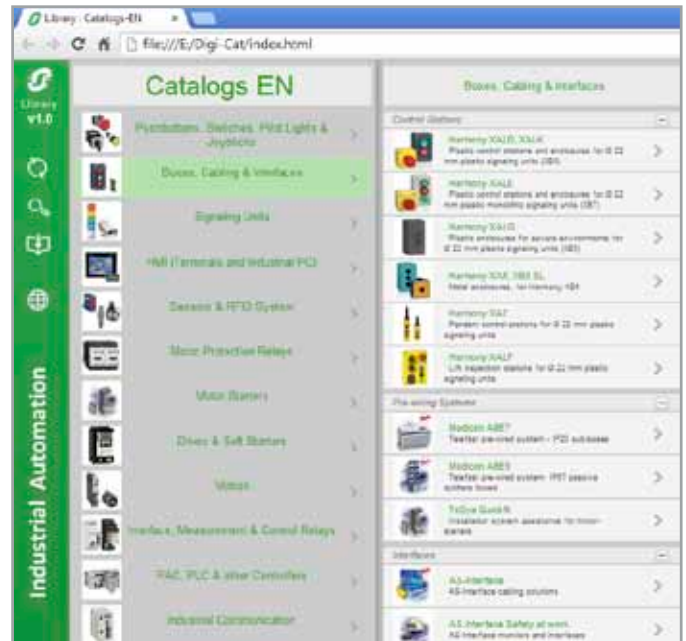 Library: Catalogs-EN
file:///E:/Digi-Cat/index.html
Library
v1.0
Industrial Automation
Catalogs EN
Pushbuttons, Switches, Pilot Lights &
Joysticks
Boxes, Cabling & Interfaces
Signaling Units
HMI (Terminals and Industrial PC)
Sensors & RFID System
Motor Protection Relays
Motor Starters
Drives & Soft Starters
Motion
Interface, Measurement & Control Relays
PAC, PLC & other Controllers
Industrial Communication
Boxes, Cabling & Interfaces
Control Stations
Harmony XALD, XALK
Plastic control stations and enclosures for Ø 22
mm plastic signaling units (XB5)
Harmony XALE
Plastic control stations and enclosures for Ø 22
mm plastic monolithic signaling units (XB7)
Harmony XALG
Plastic enclosures for severe environments for
Ø 22 mm plastic signaling units (XB5)
Harmony XAP, XB2 SL
Metal enclosures, for Harmony XB4
Harmony XAC
Pendant control stations for Ø 22 mm plastic
signaling units
Harmony XALF
Lift inspection stations for Ø 22 mm plastic
signaling units
Pre-wiring Systems
Modicon ABE7
Telefast pre-wired system - IP20 sub-bases
Modicon ABE9
Telefast pre-wired system - IP67 passive
splitter boxes
TeSys Quickfit
Installation system assistance for motor-
starters
Interfaces
AS-Interface
AS-Interface cabling solutions
AS-Interface Safety at work
AS-Interface monitors and interfaces